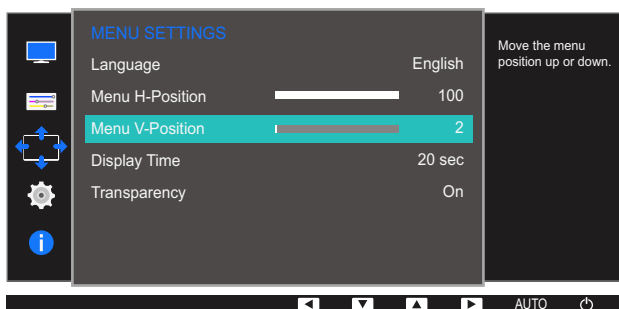 MENU SETTINGS
Language English
Menu H-Position 100
Menu V-Position 2
Display Time 20 sec
Transparency On
Move the menu
position up or down.
AUTO